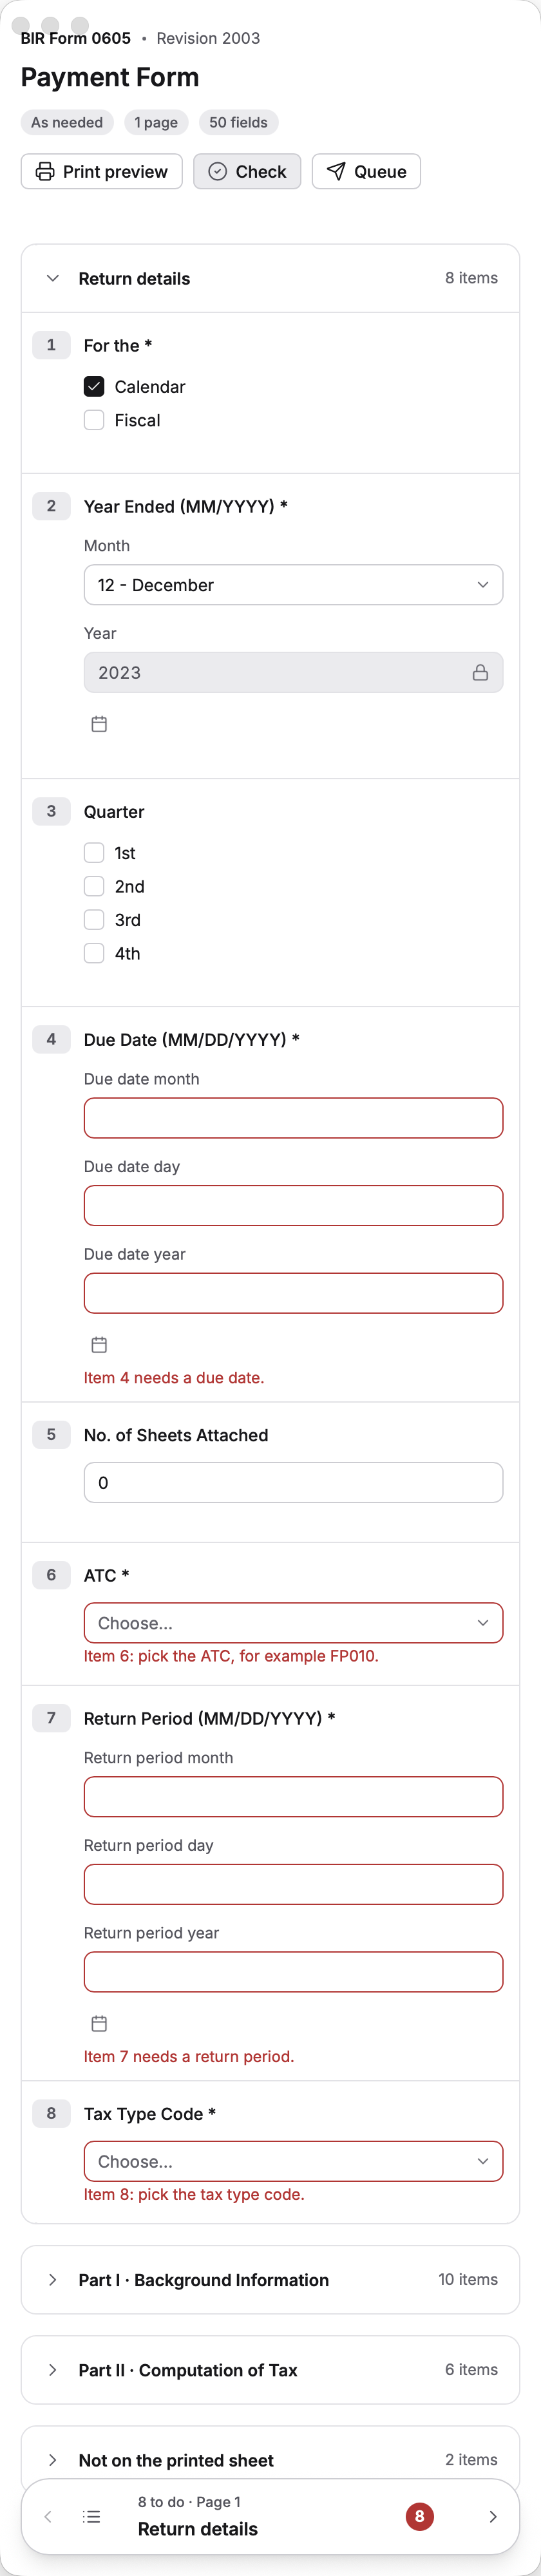 BIR Form 0605 • Revision 2003
Payment Form
As needed
1 page
50 fields
Print preview
Check
Queue
Return details
8 items
1
For the *
Calendar
Fiscal
2
Year Ended (MM/YYYY) *
Month
12 - December
Year
2023
3
Quarter
1st
2nd
3rd
4th
4
Due Date (MM/DD/YYYY) *
Due date month
Due date day
Due date year
Item 4 needs a due date.
5
No. of Sheets Attached
0
6
ATC *
Choose...
Item 6: pick the ATC, for example FP010.
7
Return Period (MM/DD/YYYY) *
Return period month
Return period day
Return period year
Item 7 needs a return period.
8
Tax Type Code *
Choose...
Item 8: pick the tax type code.
Part I · Background Information
10 items
Part II · Computation of Tax
6 items
Not on the printed sheet
2 items
8 to do · Page 1
Return details
8